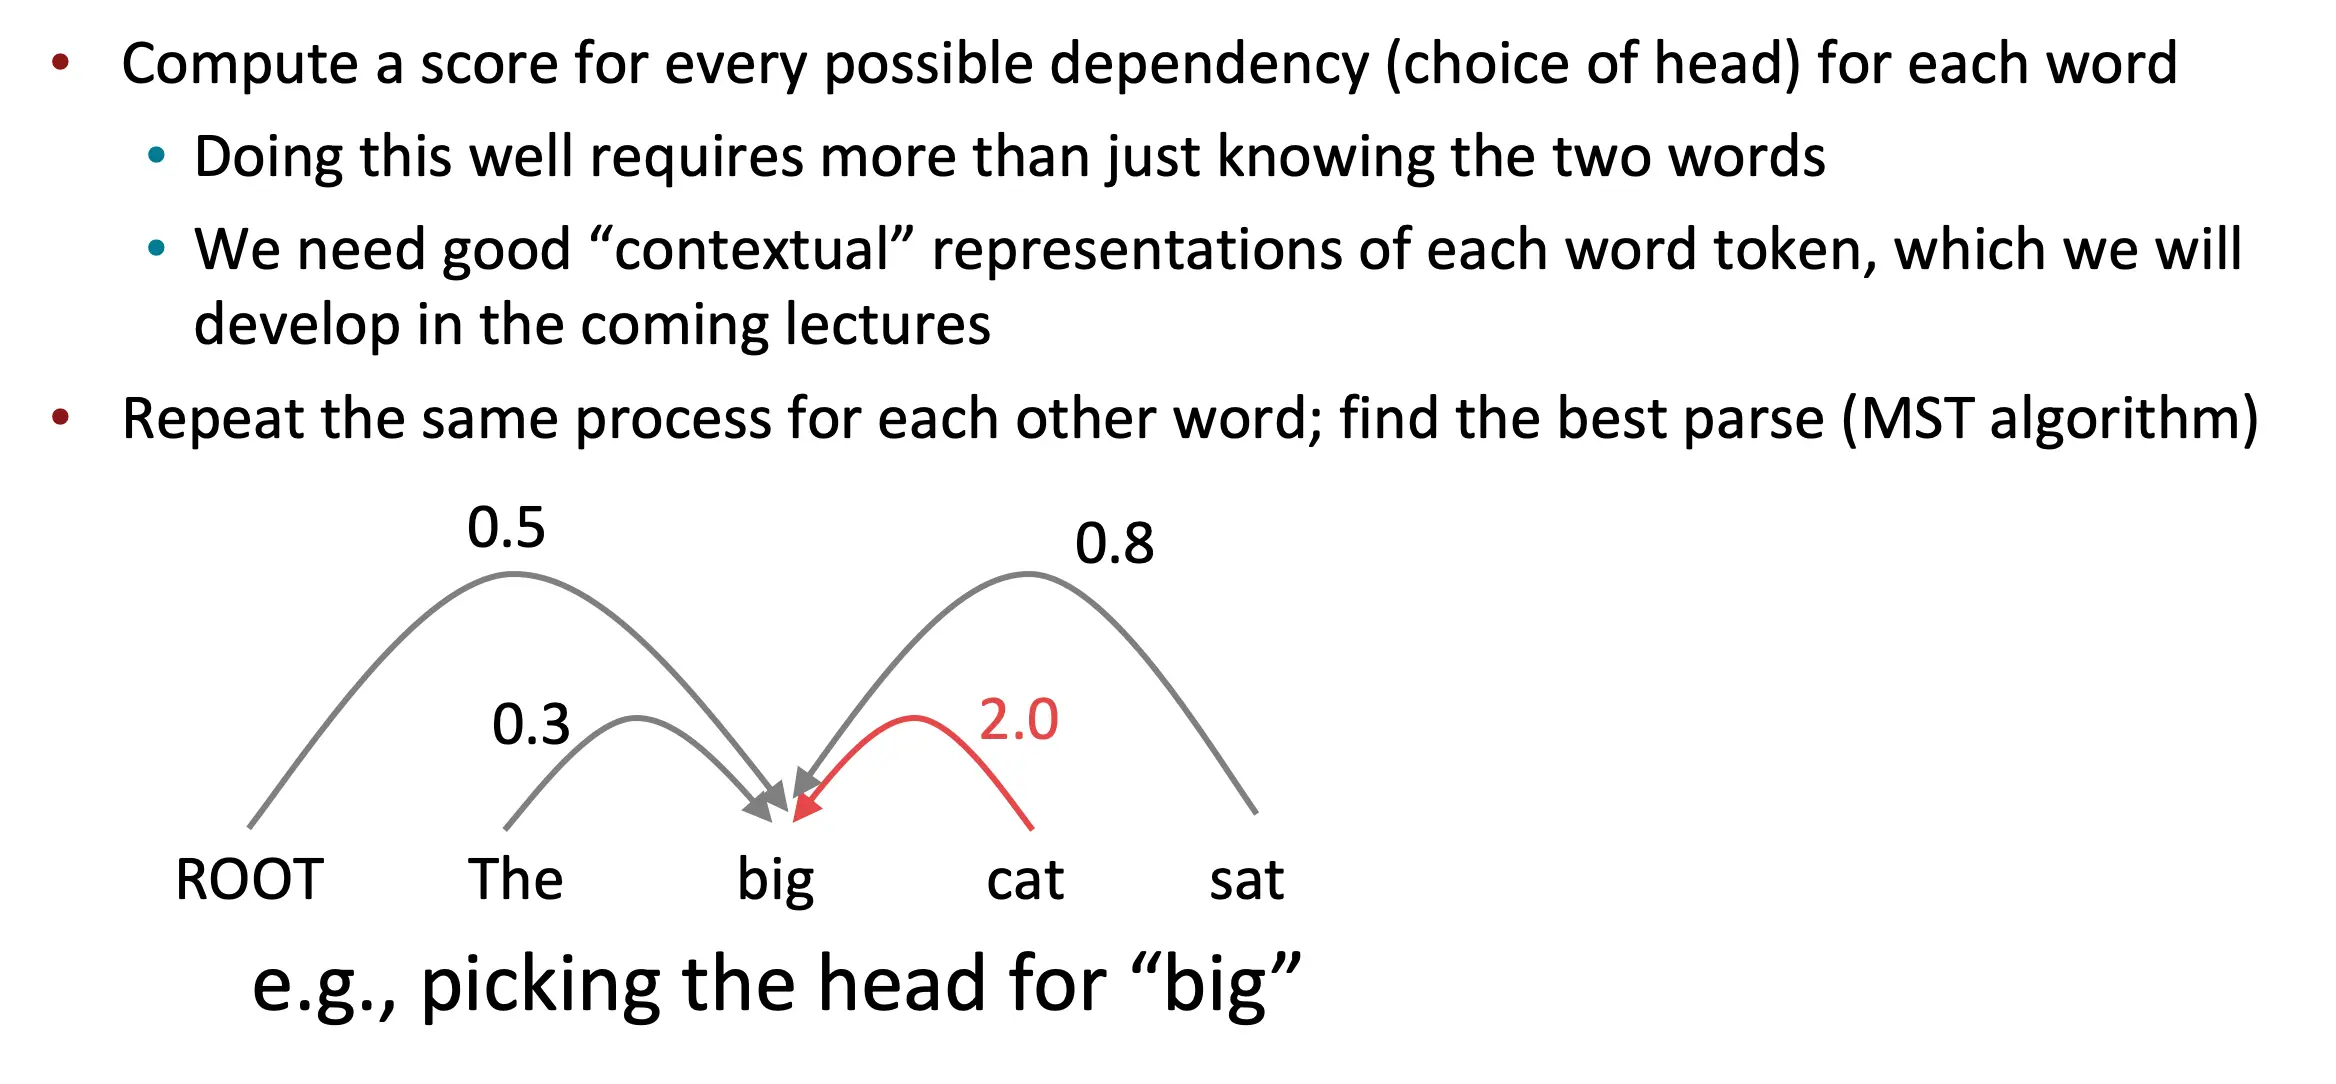 • Compute a score for every possible dependency (choice of head) for each word
• Doing this well requires more than just knowing the two words
• We need good “contextual” representations of each word token, which we will
develop in the coming lectures
• Repeat the same process for each other word; find the best parse (MST algorithm)
0.5
0.8
0.3
2.0
ROOT The big cat sat
e.g., picking the head for “big”